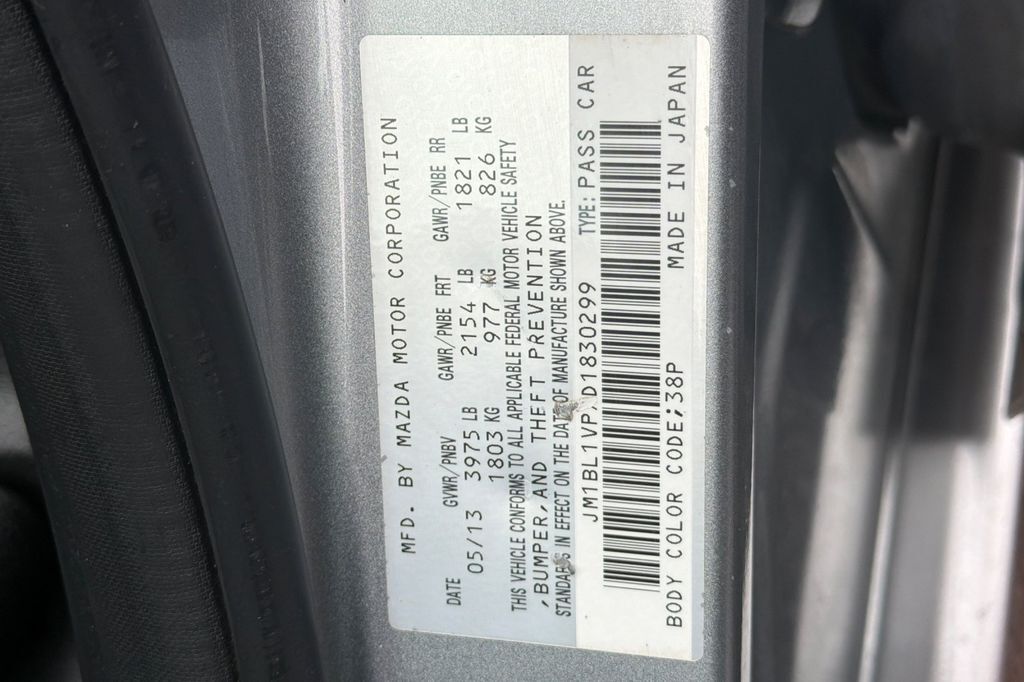 MFD. BY MAZDA MOTOR CORPORATION
DATE GVWR/PNBV GAWR/PNBE FRT GAWR/PNBE RR
05/13 3975 LB 2154 LB 1821 LB
1803 KG 977 KG 826 KG
THIS VEHICLE CONFORMS TO ALL APPLICABLE FEDERAL MOTOR VEHICLE SAFETY
,BUMPER,AND THEFT PREVENTION
STANDARDS IN EFFECT ON THE DATE OF MANUFACTURE SHOWN ABOVE.
JM1BL1VP7D1830299 TYPE: PASS CAR
BODY COLOR CODE;38P MADE IN JAPAN